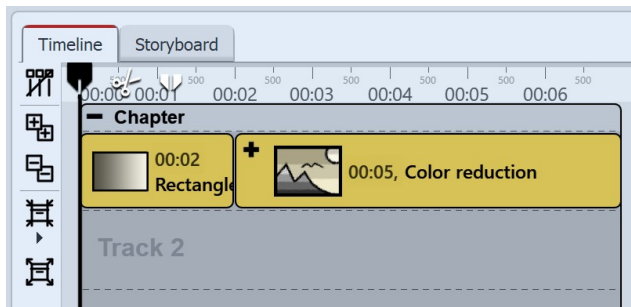 Timeline Storyboard
500 500 500 500 500 500 500
00:00 00:01 00:02 00:03 00:04 00:05 00:06
Chapter
00:02
Rectangle
00:05, Color reduction
Track 2